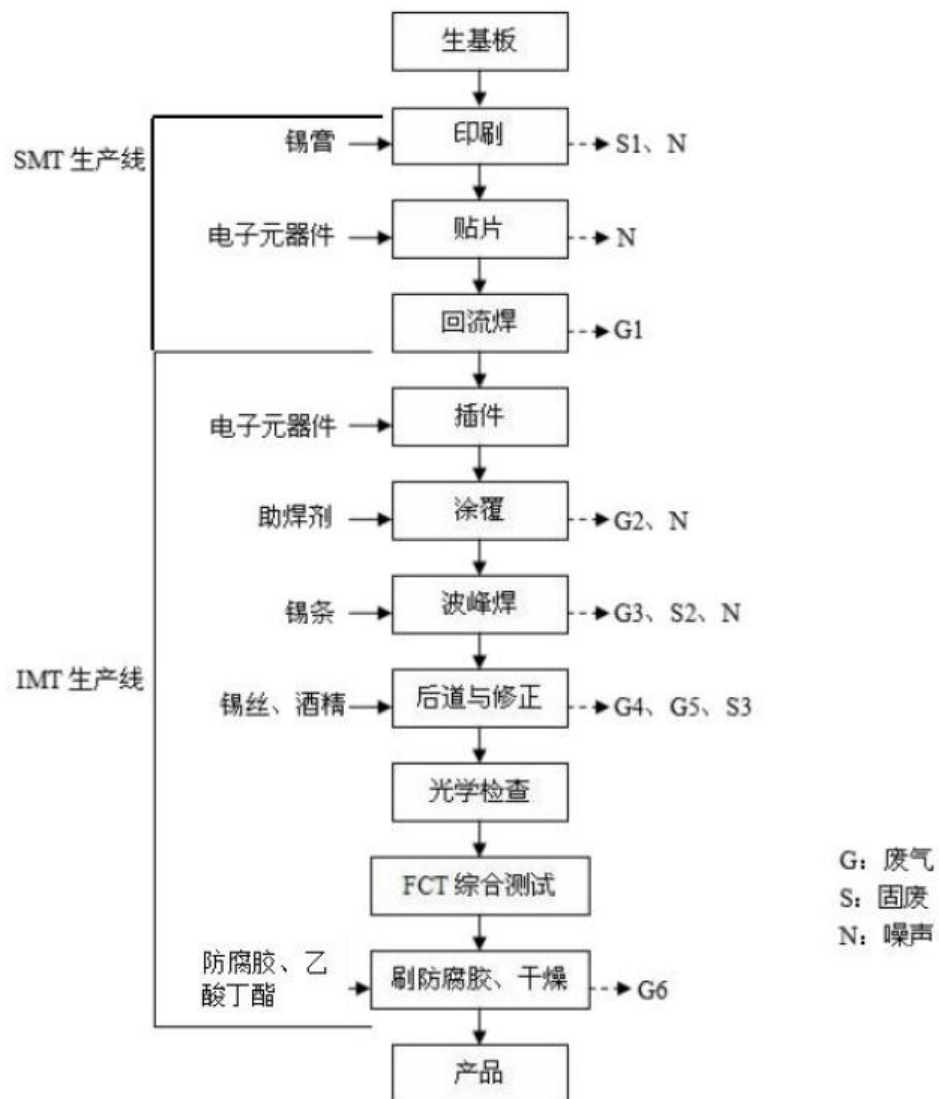 生基板
SMT 生产线
锡膏
印刷
S1、N
电子元器件
贴片
N
回流焊
G1
电子元器件
插件
助焊剂
涂覆
G2、N
锡条
波峰焊
G3、S2、N
IMT 生产线
锡丝、酒精
后道与修正
G4、G5、S3
光学检查
FCT 综合测试
防腐胶、乙
酸丁酯
刷防腐胶、干燥
G6
产品
G：废气
S：固废
N：噪声